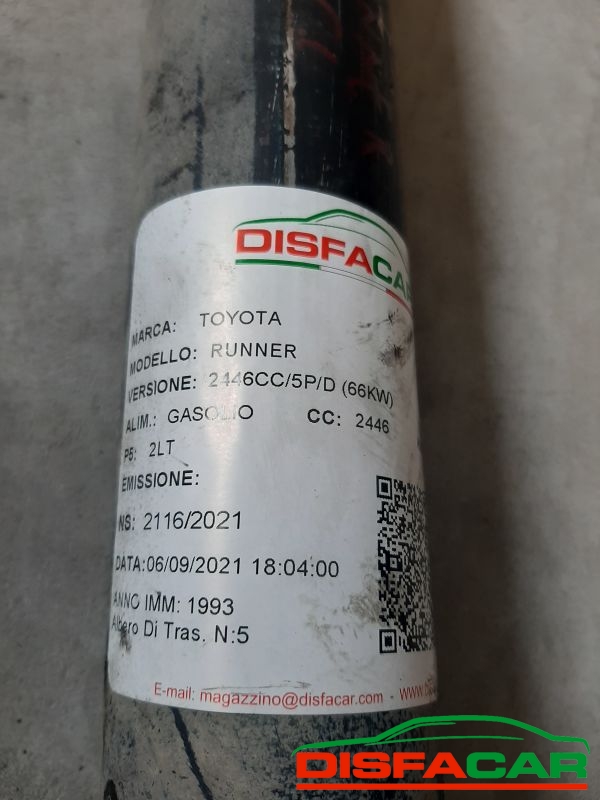 DISFACAR
MARCA: TOYOTA
MODELLO: RUNNER
VERSIONE: 2446CC/5P/D (66KW)
ALIM.: GASOLIO CC: 2446
P5: 2LT
EMISSIONE:
NS: 2116/2021
DATA:06/09/2021 18:04:00
ANNO IMM: 1993
Albero Di Tras. N:5
E-mail: magazzino@disfacar.com -
DISFACAR